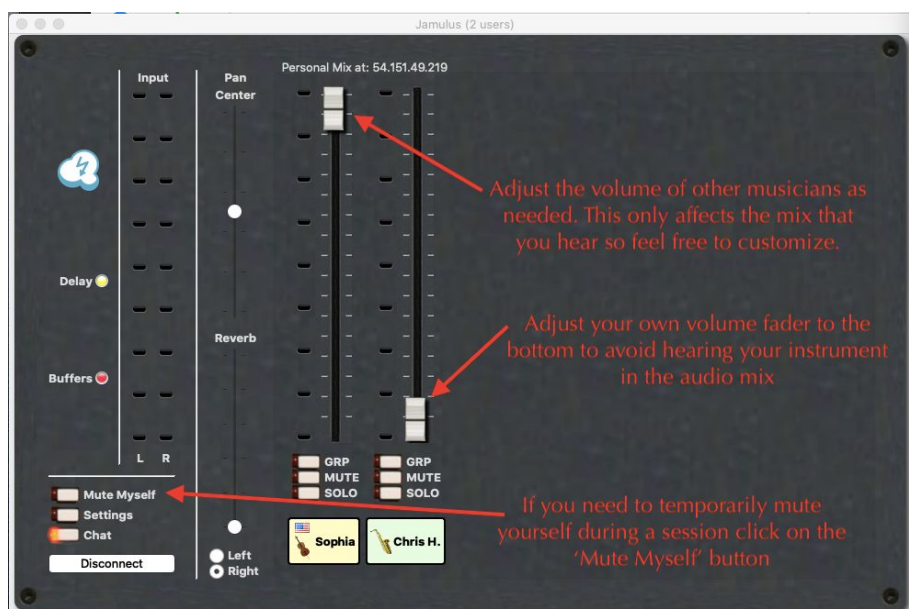 Jamulus (2 users)
Input
Pan
Center
Personal Mix at: 54.151.49.219
Adjust the volume of other musicians as
needed. This only affects the mix that
you hear so feel free to customize.
Delay
Reverb
Adjust your own volume fader to the
bottom to avoid hearing your instrument
in the audio mix
Buffers
L R
GRP GRP
MUTE MUTE
SOLO SOLO
Mute Myself
Settings
Chat
Disconnect
Left
Right
Sophia
Chris H.
If you need to temporarily mute
yourself during a session click on the
‘Mute Myself’ button